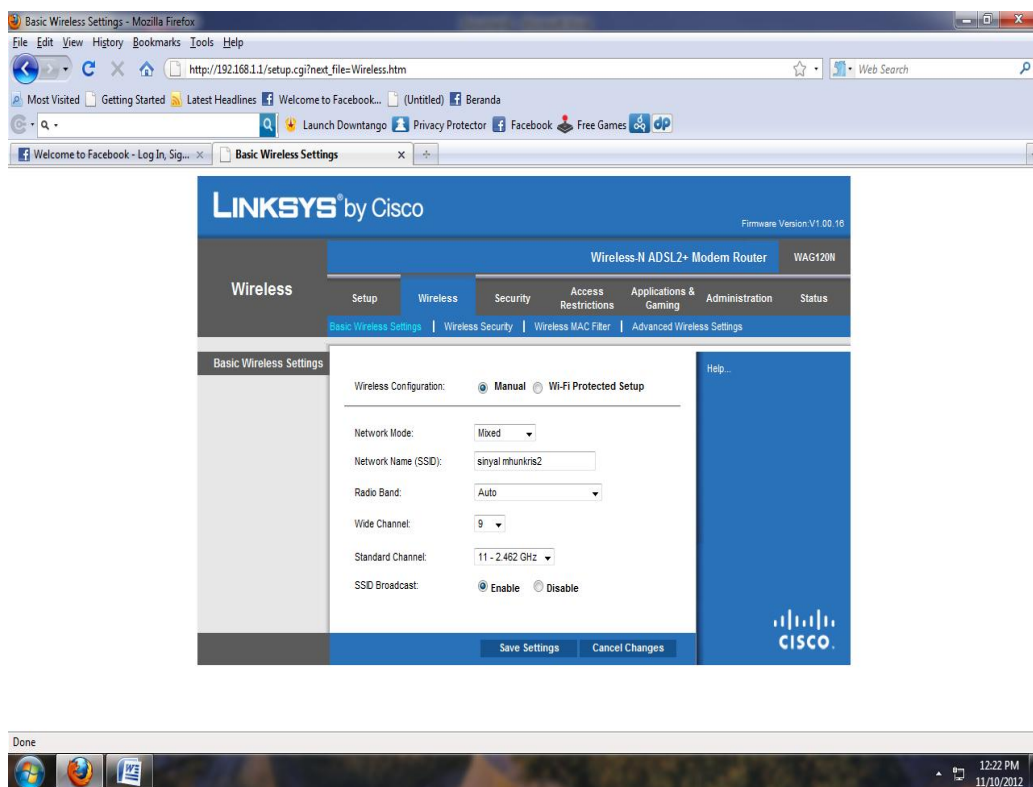 Basic Wireless Settings - Mozilla Firefox
File Edit View History Bookmarks Tools Help
http://192.168.1.1/setup.cgi?next_file=Wireless.htm
Web Search
Most Visited Getting Started Latest Headlines Welcome to Facebook... (Untitled) Beranda
Launch Downtango Privacy Protector Facebook Free Games dp
Welcome to Facebook - Log In, Sig... Basic Wireless Settings
LINKSYS® by Cisco
Firmware Version:V1.00.16
Wireless-N ADSL2+ Modem Router WAG120N
Wireless
Setup Wireless Security Access Restrictions Applications & Gaming Administration Status
Basic Wireless Settings | Wireless Security | Wireless MAC Filter | Advanced Wireless Settings
Basic Wireless Settings
Help...
Wireless Configuration: Manual Wi-Fi Protected Setup
Network Mode: Mixed
Network Name (SSID): sinyal mhunkris2
Radio Band: Auto
Wide Channel: 9
Standard Channel: 11 - 2.462 GHz
SSID Broadcast: Enable Disable
Save Settings Cancel Changes
CISCO.
Done
12:22 PM
11/10/2012